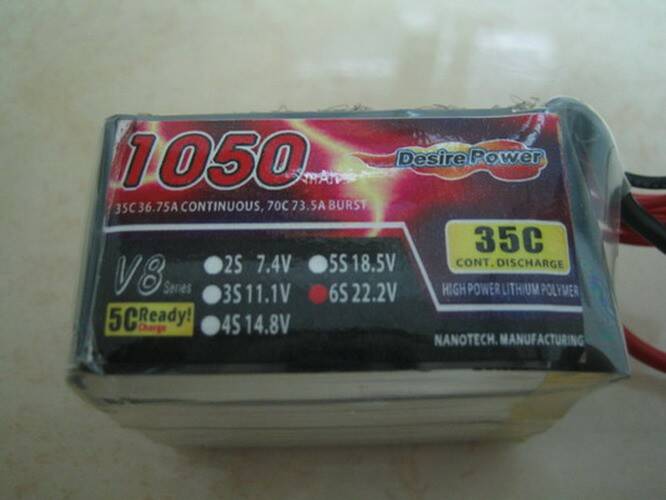 1050
mAh
Desire Power
35C 36.75A CONTINUOUS, 70C 73.5A BURST
35C
CONT. DISCHARGE
V8 Series
2S 7.4V
5S 18.5V
3S 11.1V
6S 22.2V
4S 14.8V
5C Ready!
Charge
HIGH POWER LITHIUM POLYMER
NANOTECH. MANUFACTURING